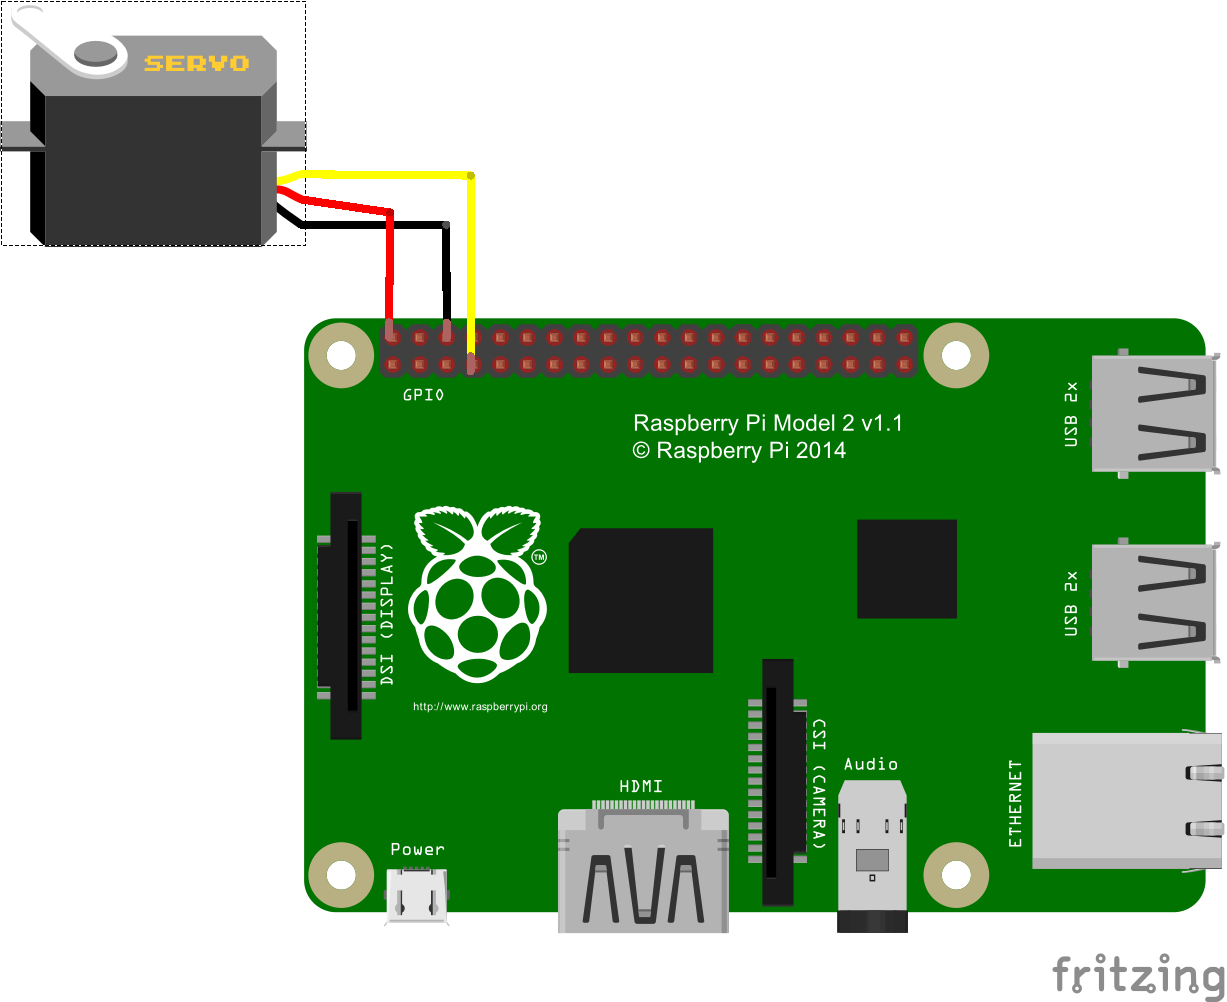 SERVO
GPIO
Raspberry Pi Model 2 v1.1
© Raspberry Pi 2014
USB 2x
DSI (DISPLAY)
TM
USB 2x
http://www.raspberrypi.org
CSI (CAMERA)
Audio
ETHERNET
HDMI
Power
fritzing